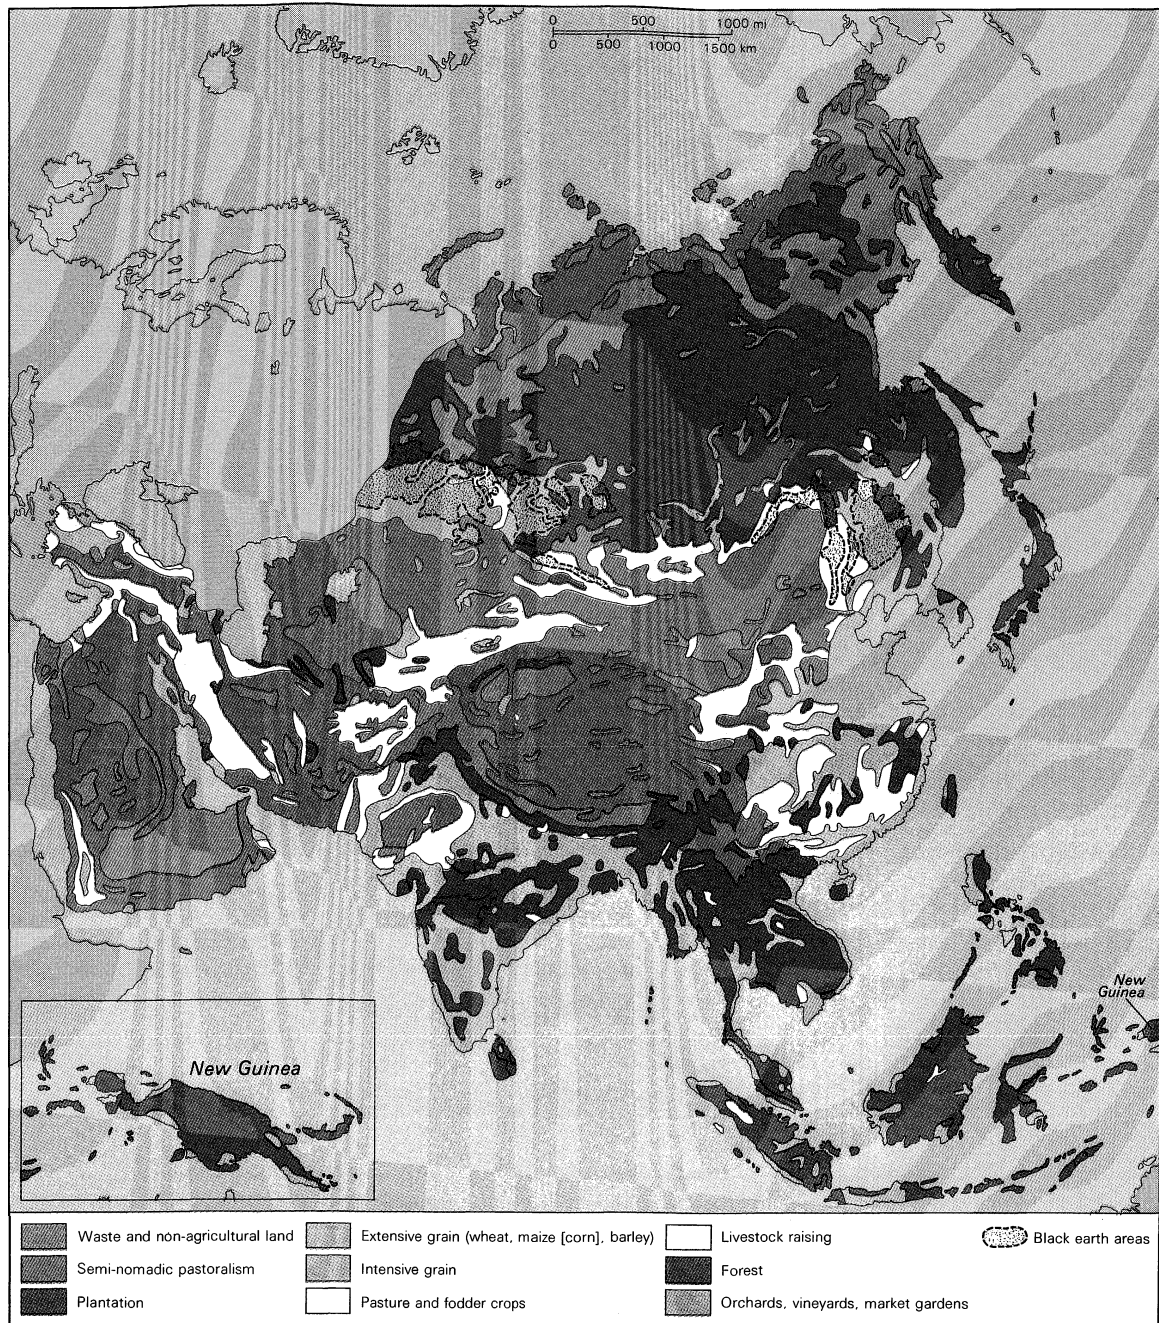 0 500 1000 mi
0 500 1000 1500 km
New
Guinea
New Guinea
Waste and non-agricultural land
Semi-nomadic pastoralism
Plantation
Extensive grain (wheat, maize [corn], barley)
Intensive grain
Pasture and fodder crops
Livestock raising
Forest
Orchards, vineyards, market gardens
Black earth areas